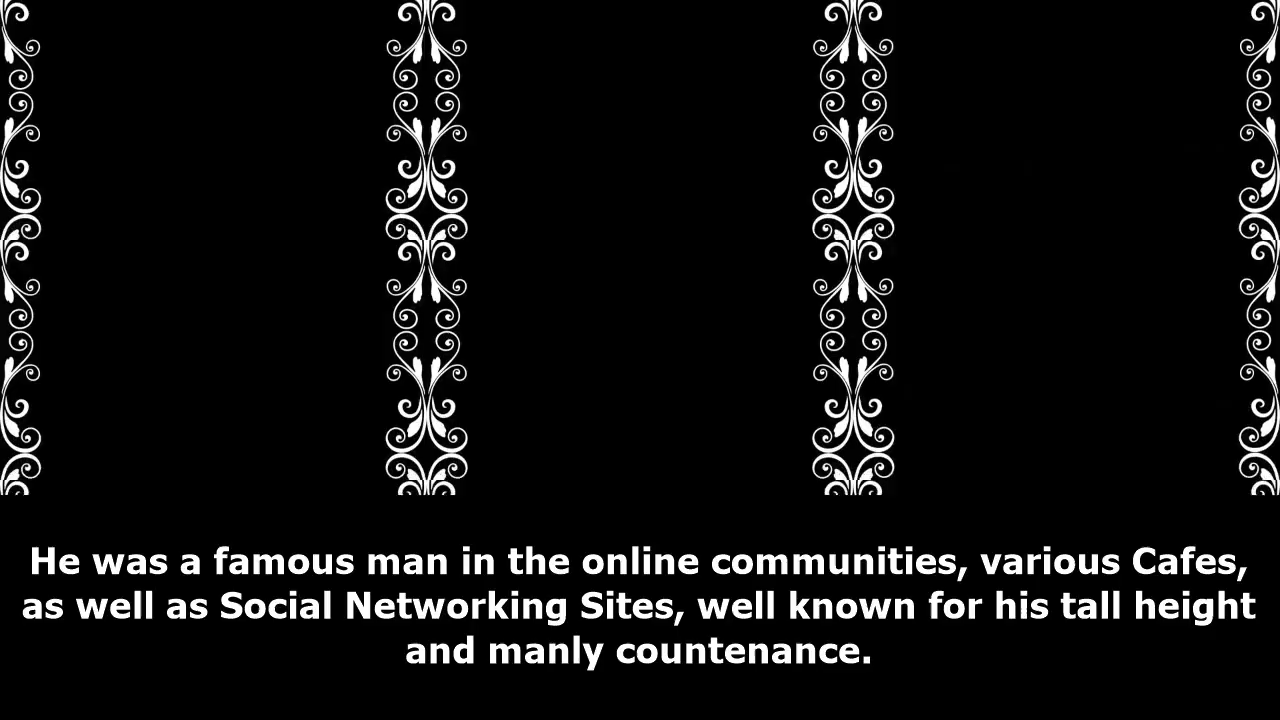 He was a famous man in the online communities, various Cafes,
as well as Social Networking Sites, well known for his tall height
and manly countenance.